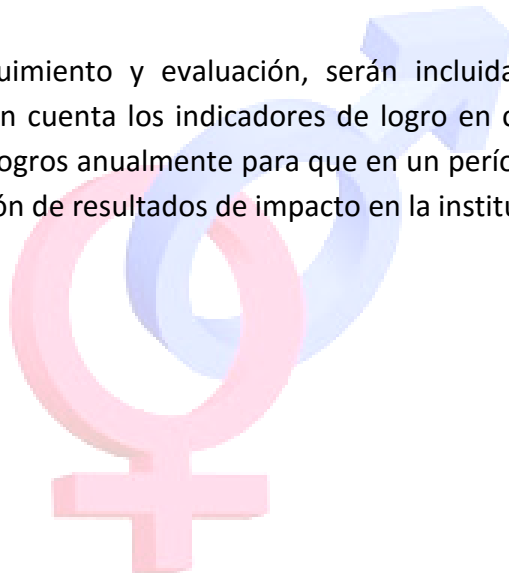 uimiento y evaluación, serán incluida
n cuenta los indicadores de logro en
ogros anualmente para que en un perío
ón de resultados de impacto en la institu